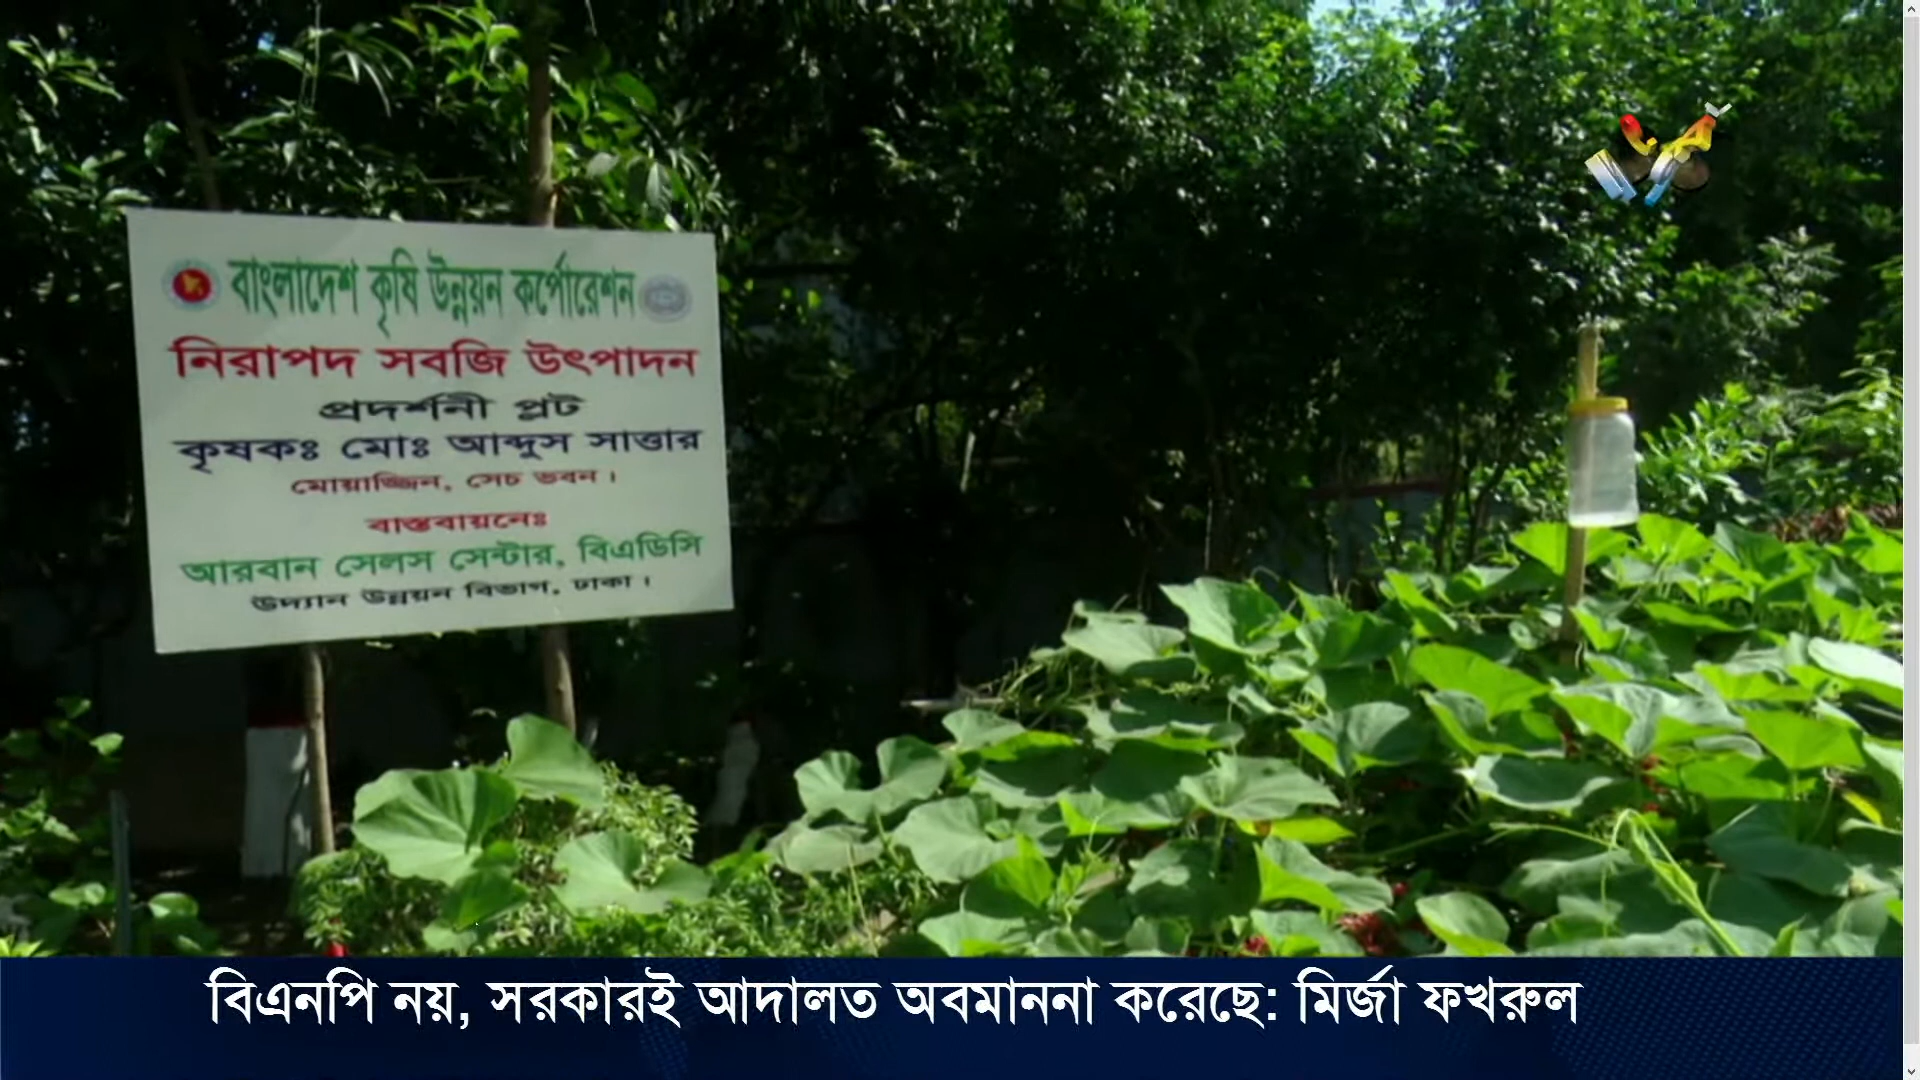 বাংলাদেশ কৃষি উন্নয়ন কর্পোরেশন
নিরাপদ সবজি উৎপাদন
প্রদর্শনী প্লট
কৃষকঃ মোঃ আব্দুস সাত্তার
মোয়াজ্জিন, সেচ ভবন।
বাস্তবায়নেঃ
আরবান সেলস সেন্টার, বিএডিসি
উদ্যান উন্নয়ন বিভাগ, ঢাকা।
বিএনপি নয়, সরকারই আদালত অবমাননা করেছে: মির্জা ফখরুল